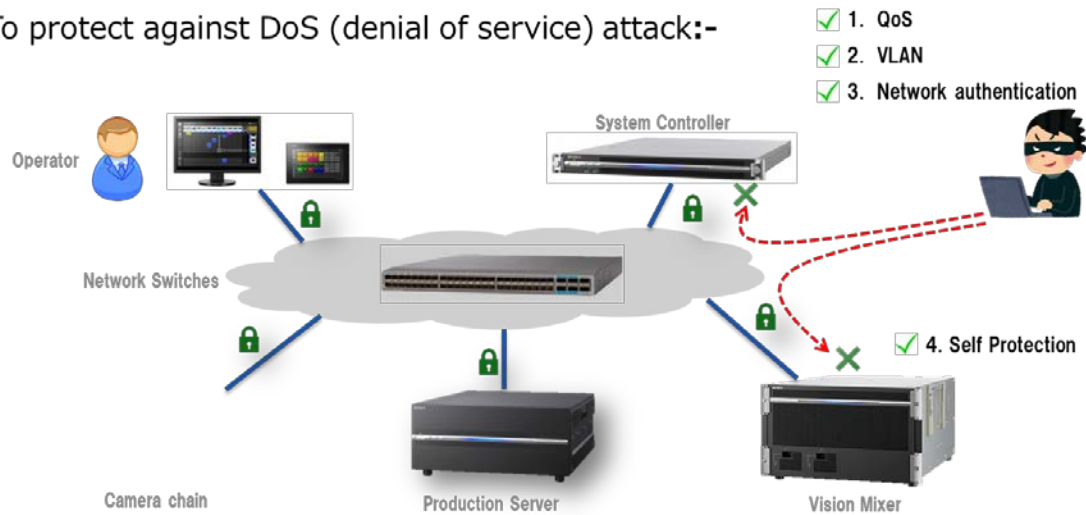 To protect against DoS (denial of service) attack:-
1. QoS
2. VLAN
3. Network authentication
System Controller
Operator
Network Switches
4. Self Protection
Camera chain
Production Server
Vision Mixer